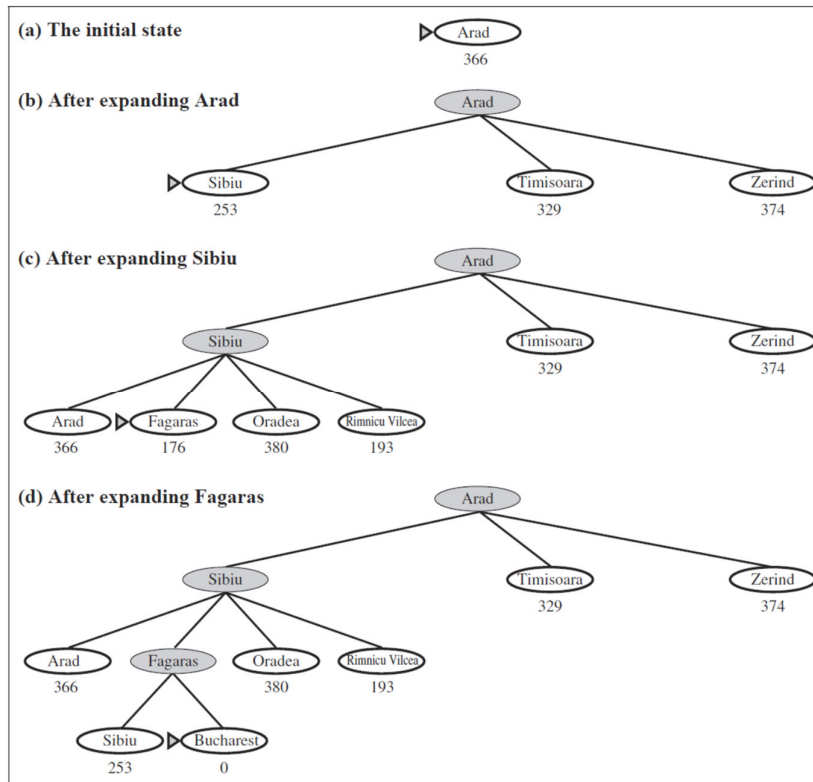 (a) The initial state
Arad
366
(b) After expanding Arad
Arad
Sibiu Timisoara Zerind
253 329 374
(c) After expanding Sibiu
Arad
Sibiu Timisoara Zerind
329 374
Arad Fagaras Oradea Rimnicu Vilcea
366 176 380 193
(d) After expanding Fagaras
Arad
Sibiu Timisoara Zerind
329 374
Arad Fagaras Oradea Rimnicu Vilcea
366 380 193
Sibiu Bucharest
253 0